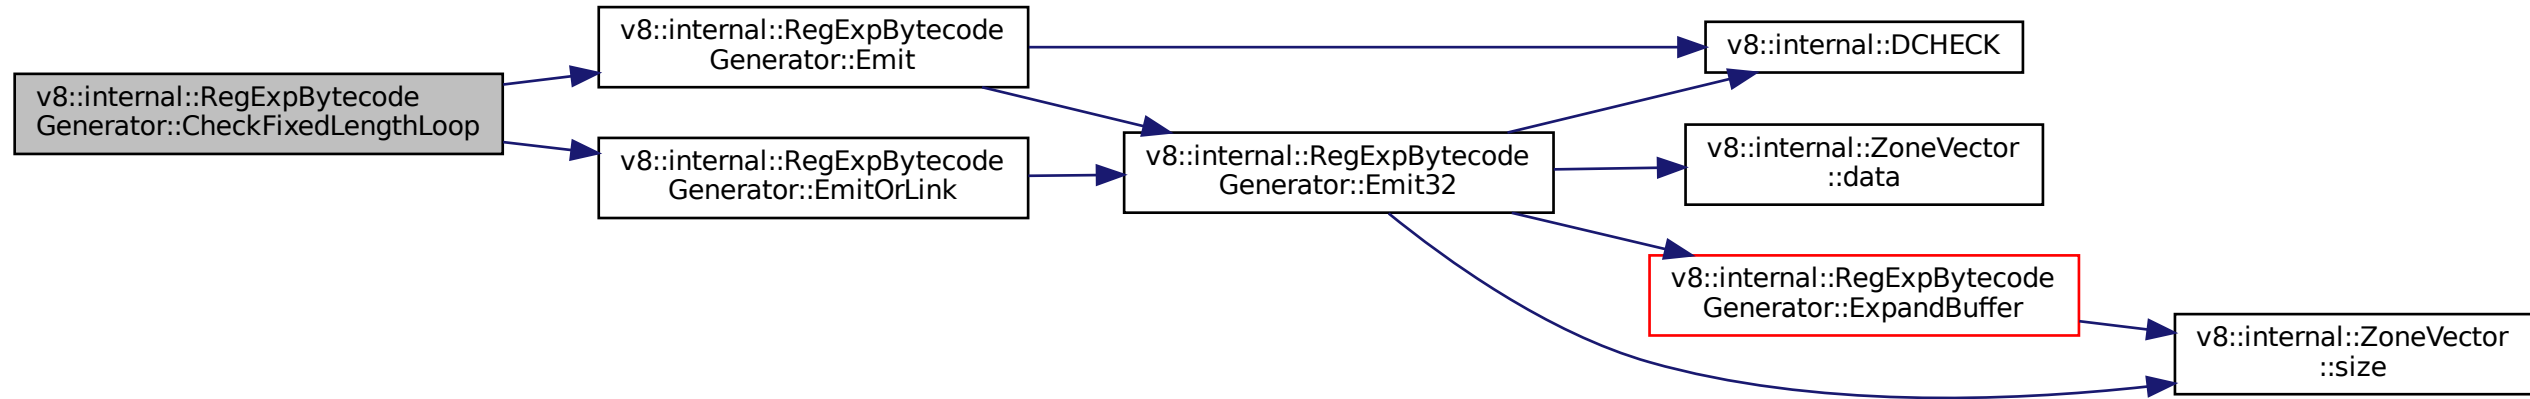 v8::internal::RegExpBytecode
Generator::CheckFixedLengthLoop
v8::internal::RegExpBytecode
Generator::Emit
v8::internal::RegExpBytecode
Generator::EmitOrLink
v8::internal::RegExpBytecode
Generator::Emit32
v8::internal::DCHECK
v8::internal::ZoneVector
::data
v8::internal::RegExpBytecode
Generator::ExpandBuffer
v8::internal::ZoneVector
::size